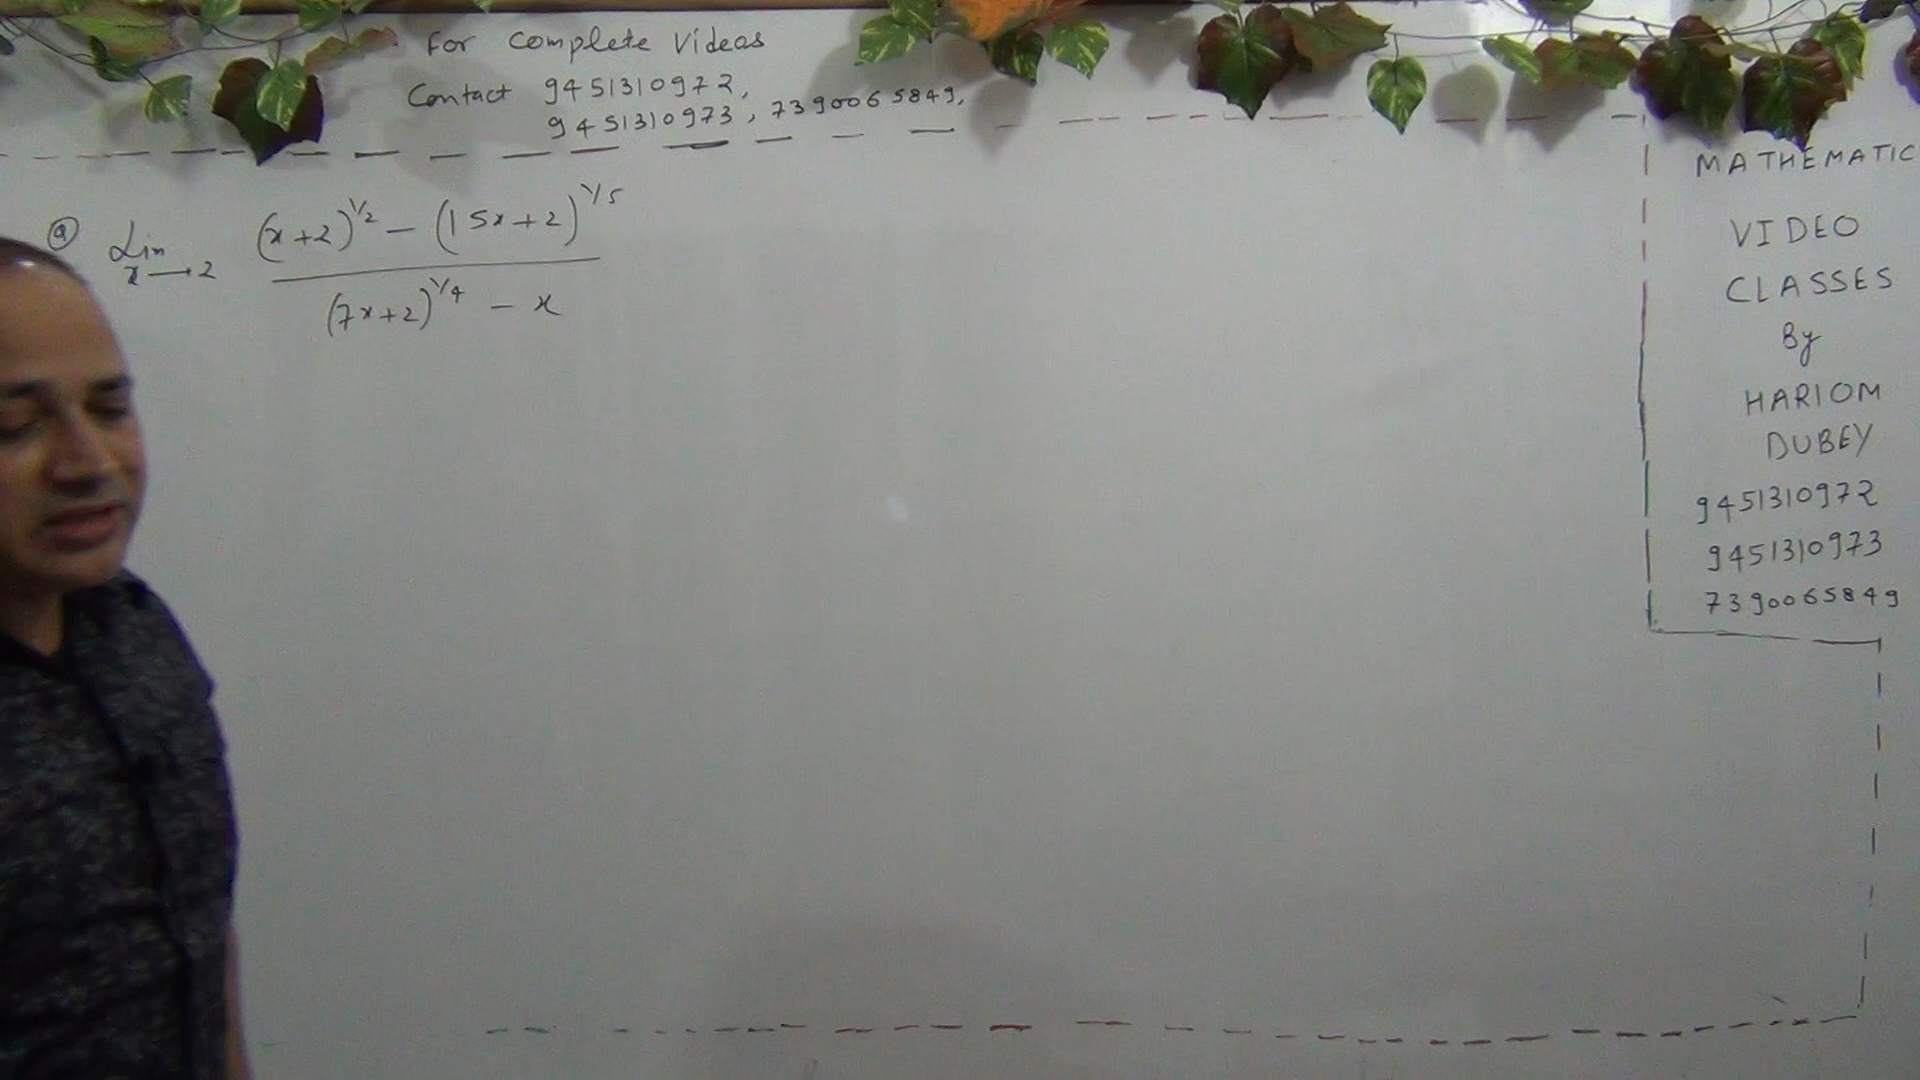 For Complete Videos
Contact 9451310972,
9451310973, 7390065849,
Q Lim x→2 (x+2)^1/2 − (15x+2)^1/5
(7x+2)^1/4 − x
MATHEMATIC
VIDEO
CLASSES
By
HARIOM
DUBEY
9451310972
9451310973
7390065849